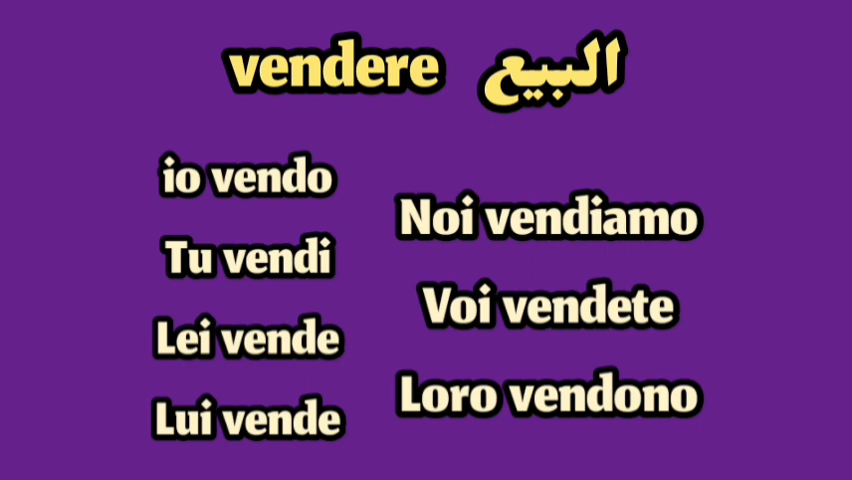 vendere البيع
io vendo
Tu vendi
Lei vende
Lui vende
Noi vendiamo
Voi vendete
Loro vendono